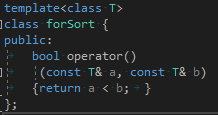 template<class T>
class forSort {
public:
bool operator()
(const T& a, const T& b)
{return a < b; }
};